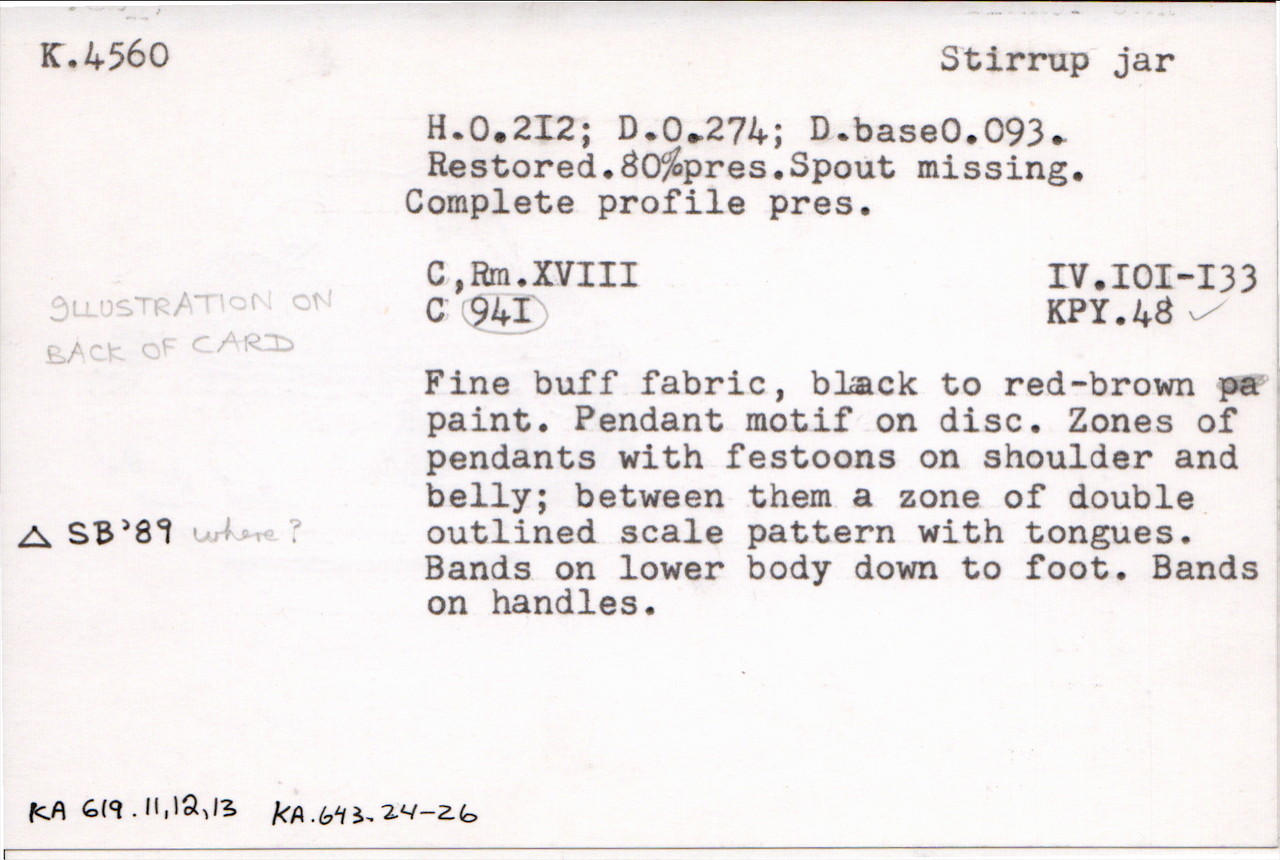 K.4560 Stirrup jar
H.0.2I2; D.0.274; D.base0.093.
Restored.80%pres.Spout missing.
Complete profile pres.
C,Rm.XVIII IV.IOI-I33
C 94I KPY.48 ✓
ILLUSTRATION ON
BACK OF CARD
Fine buff fabric, black to red-brown pa
paint. Pendant motif on disc. Zones of
pendants with festoons on shoulder and
belly; between them a zone of double
△ SB'89 where? outlined scale pattern with tongues.
Bands on lower body down to foot. Bands
on handles.
KA 619.11,12,13 KA.643.24-26